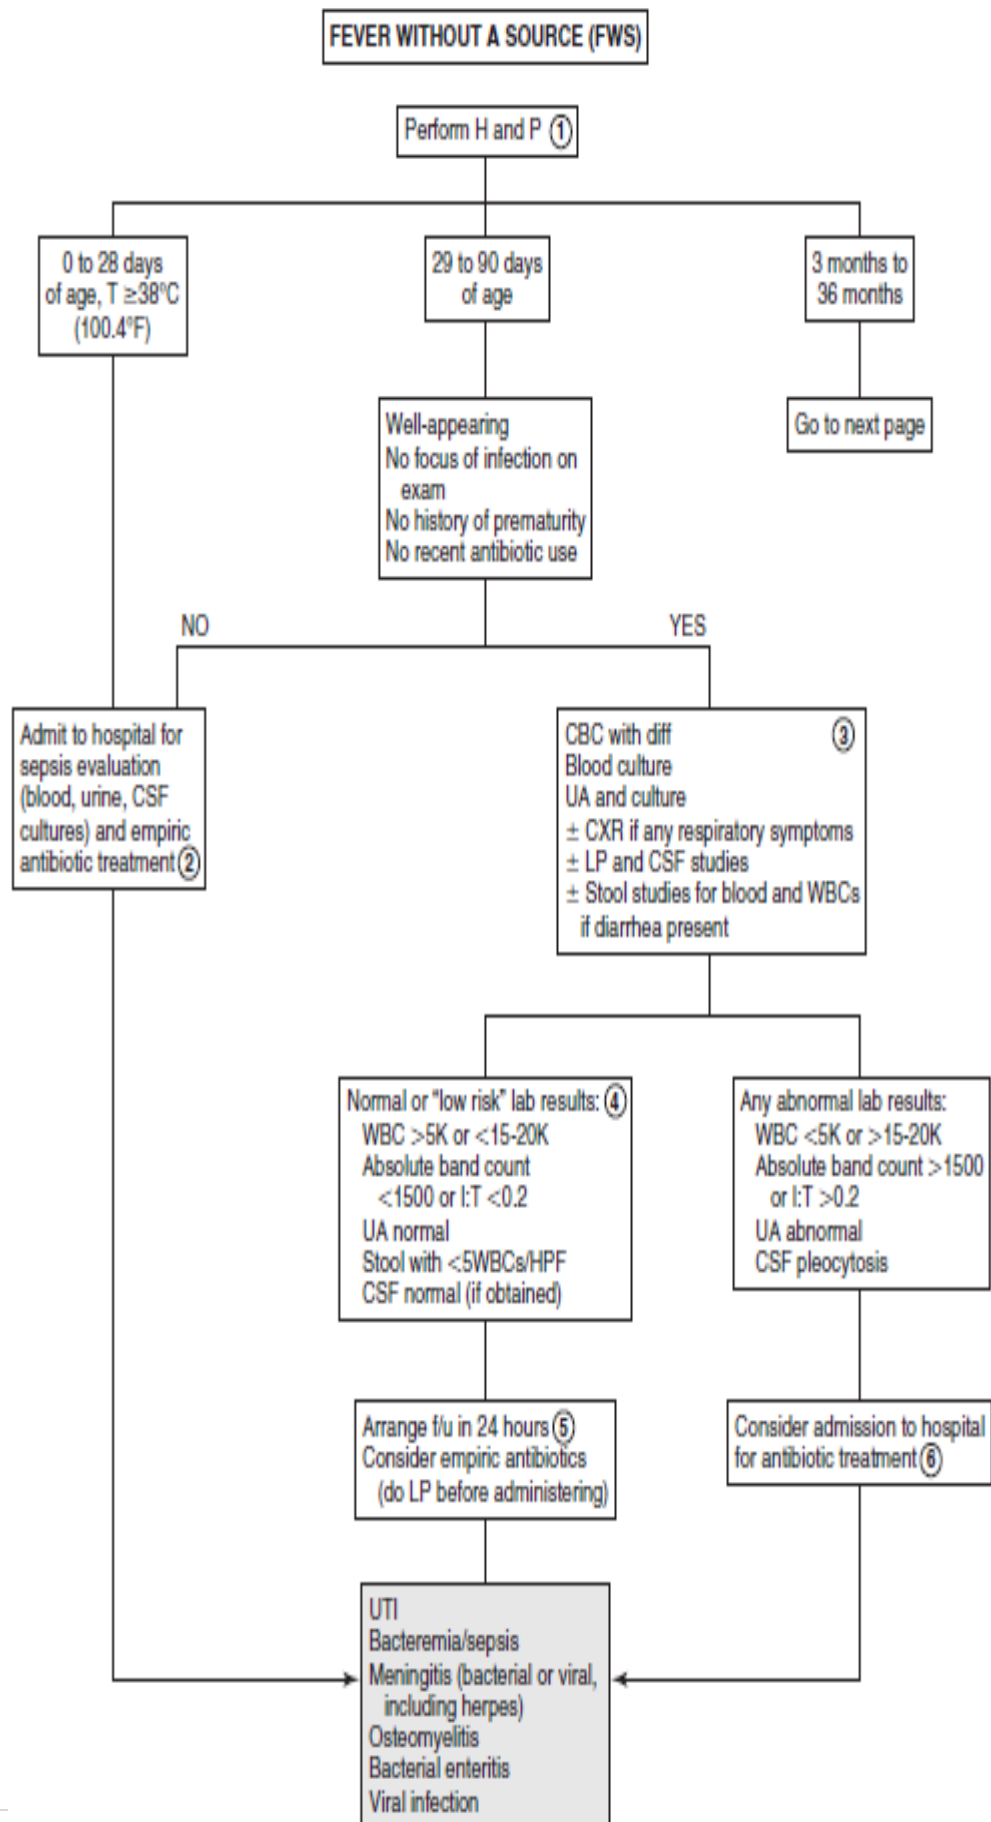 FEVER WITHOUT A SOURCE (FWS)
Perform H and P ①
0 to 28 days
of age, T ≥38°C
(100.4°F)
29 to 90 days
of age
3 months to
36 months
Well-appearing
No focus of infection on
exam
No history of prematurity
No recent antibiotic use
Go to next page
NO
YES
Admit to hospital for
sepsis evaluation
(blood, urine, CSF
cultures) and empiric
antibiotic treatment ②
CBC with diff ③
Blood culture
UA and culture
± CXR if any respiratory symptoms
± LP and CSF studies
± Stool studies for blood and WBCs
if diarrhea present
Normal or "low risk" lab results: ④
WBC >5K or <15-20K
Absolute band count
<1500 or I:T <0.2
UA normal
Stool with <5WBCs/HPF
CSF normal (if obtained)
Any abnormal lab results:
WBC <5K or >15-20K
Absolute band count >1500
or I:T >0.2
UA abnormal
CSF pleocytosis
Arrange f/u in 24 hours ⑤
Consider empiric antibiotics
(do LP before administering)
Consider admission to hospital
for antibiotic treatment ⑥
UTI
Bacteremia/sepsis
Meningitis (bacterial or viral,
including herpes)
Osteomyelitis
Bacterial enteritis
Viral infection